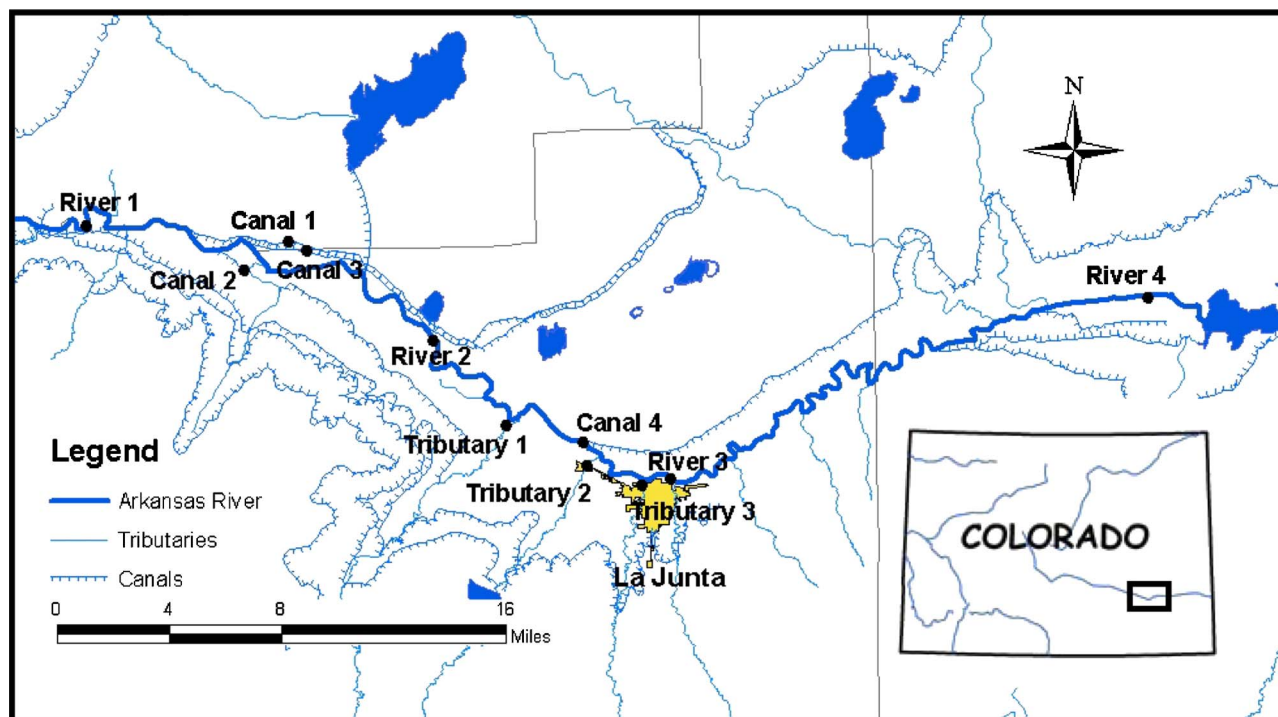 N
River 1
Canal 1
Canal 2
Canal 3
River 4
River 2
Canal 4
Tributary 1
River 3
Tributary 2
Tributary 3
La Junta
Legend
Arkansas River
Tributaries
Canals
0 4 8 16
Miles
COLORADO